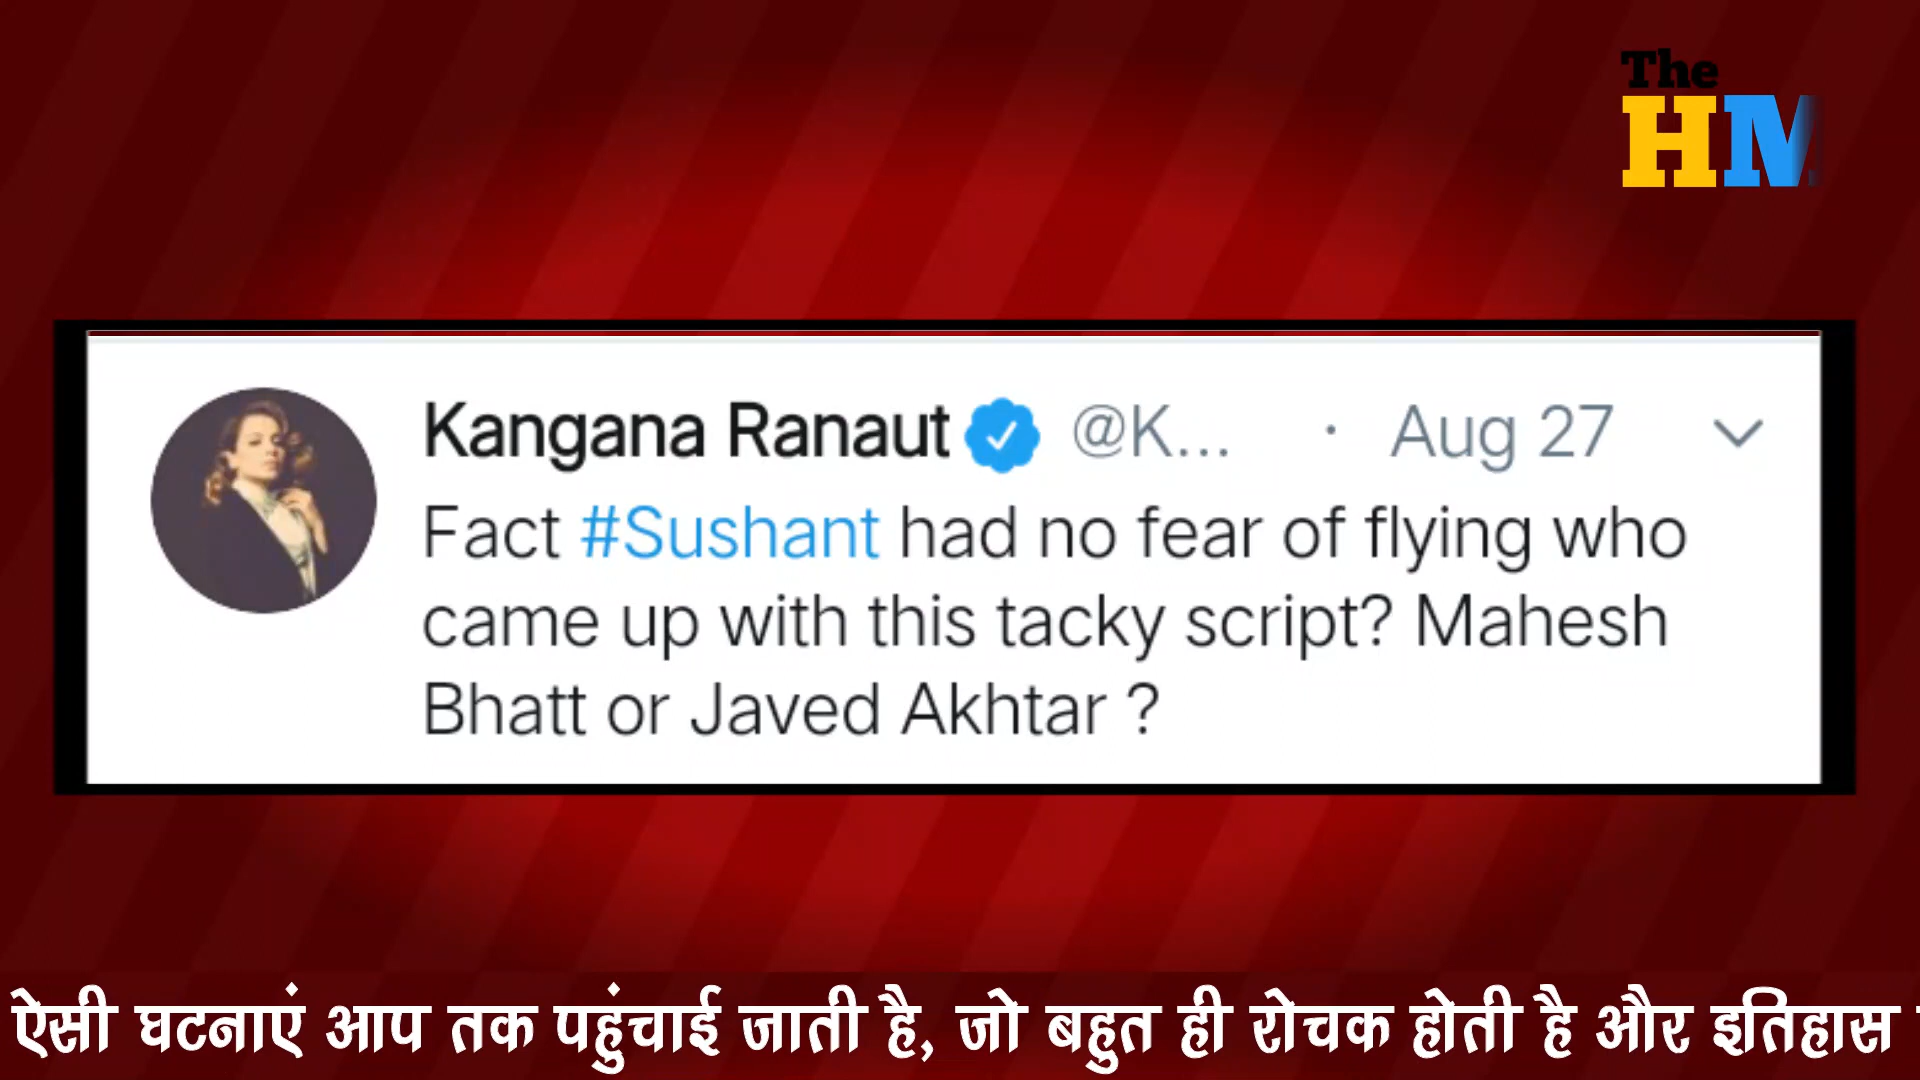 The
HM
Kangana Ranaut @K... · Aug 27
Fact #Sushant had no fear of flying who
came up with this tacky script? Mahesh
Bhatt or Javed Akhtar ?
ऐसी घटनाएं आप तक पहुंचाई जाती है, जो बहुत ही रोचक होती है और इतिहास